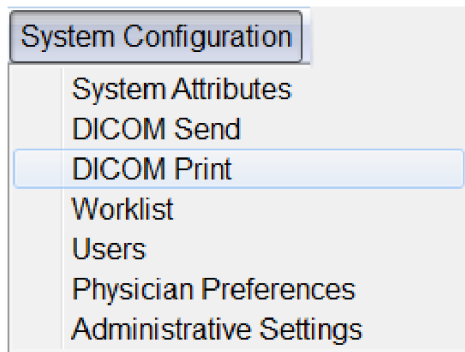 System Configuration
System Attributes
DICOM Send
DICOM Print
Worklist
Users
Physician Preferences
Administrative Settings